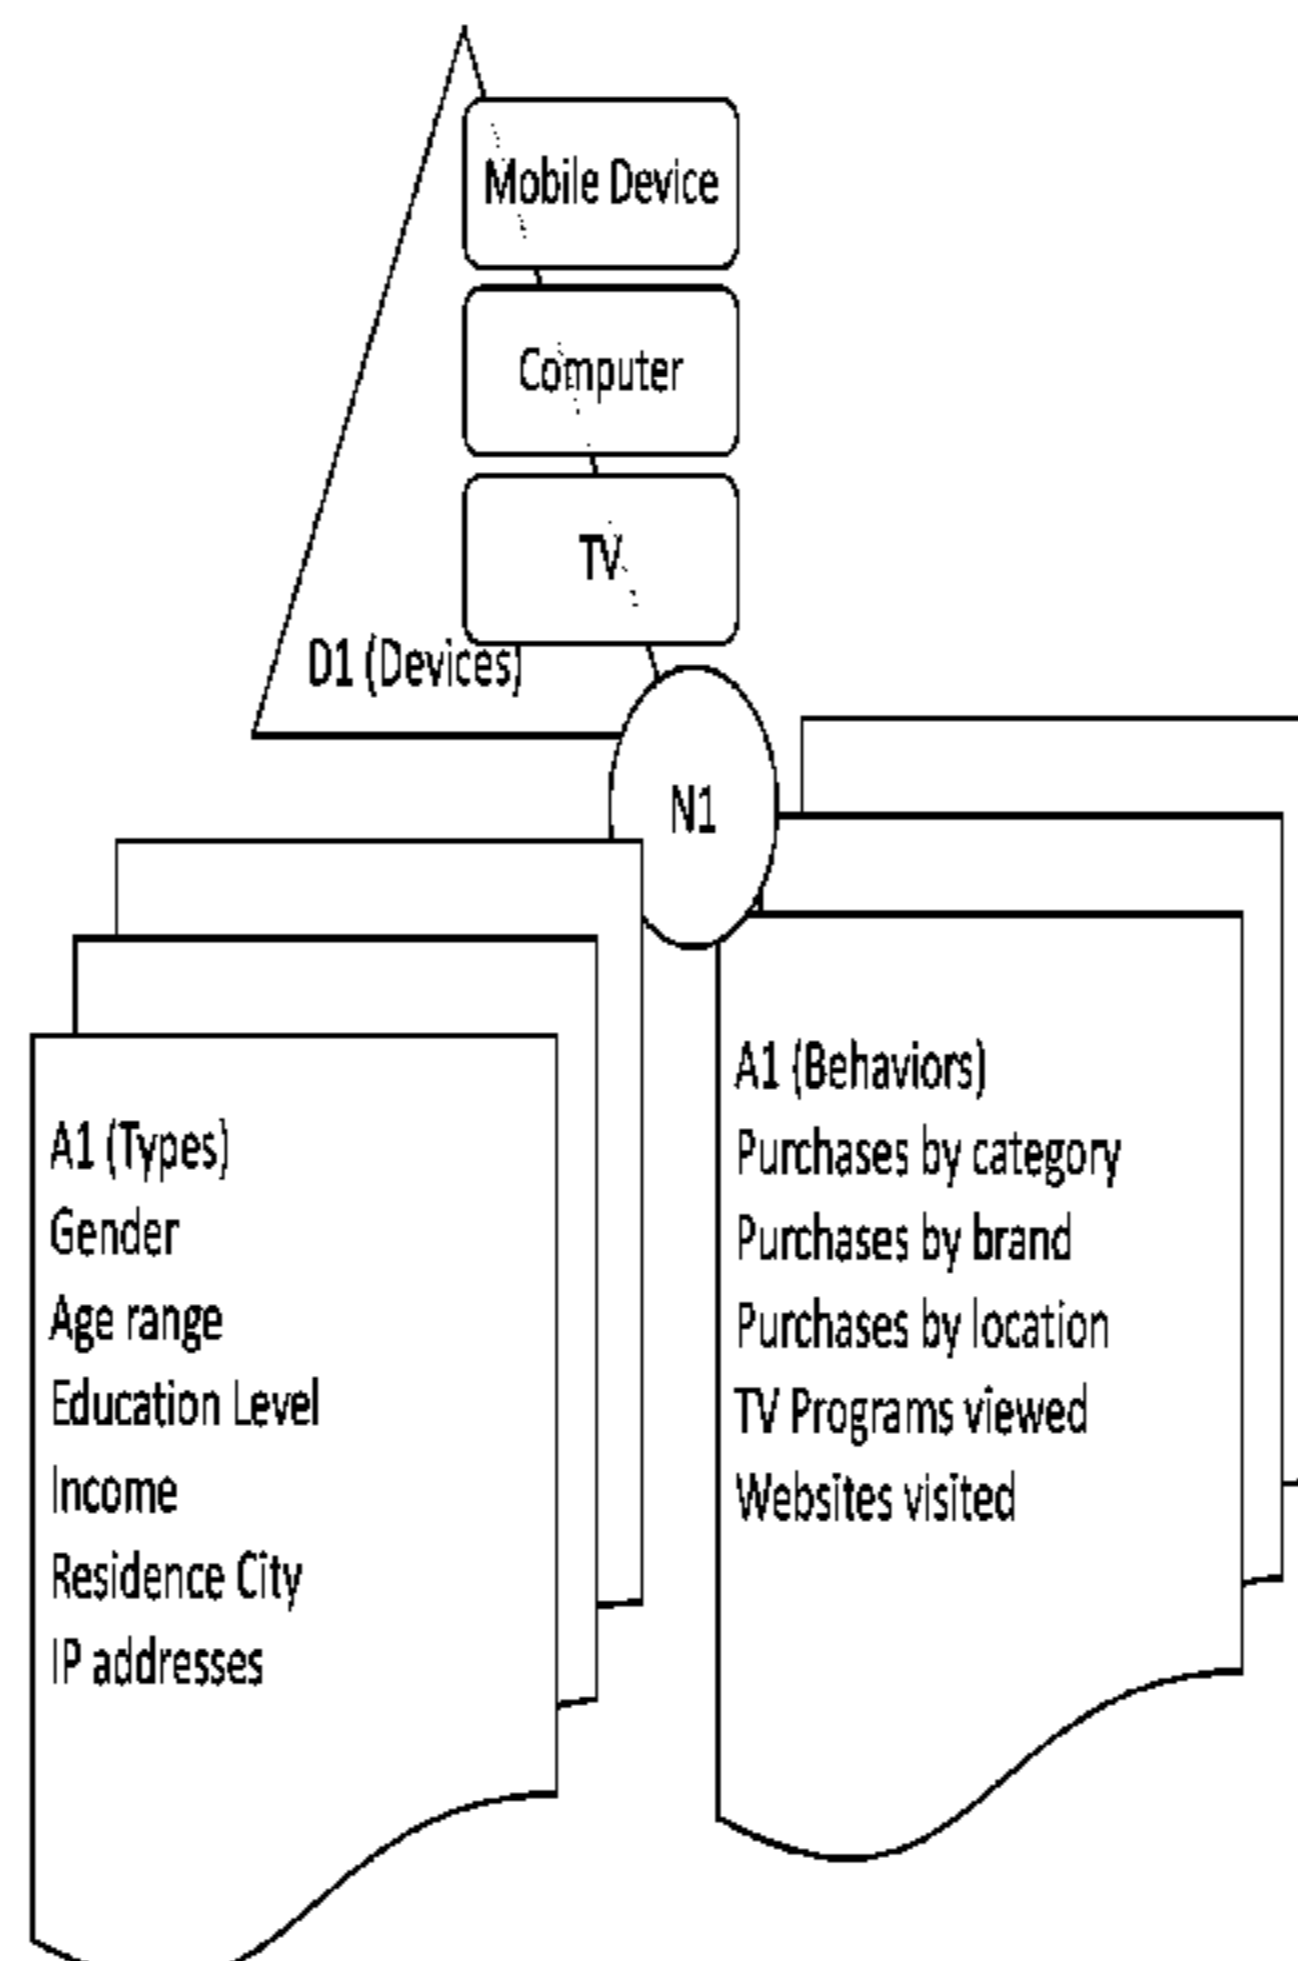 Mobile Device
Computer
TV
D1 (Devices)
N1
A1 (Types)
Gender
Age range
Education Level
Income
Residence City
IP addresses
A1 (Behaviors)
Purchases by category
Purchases by brand
Purchases by location
TV Programs viewed
Websites visited